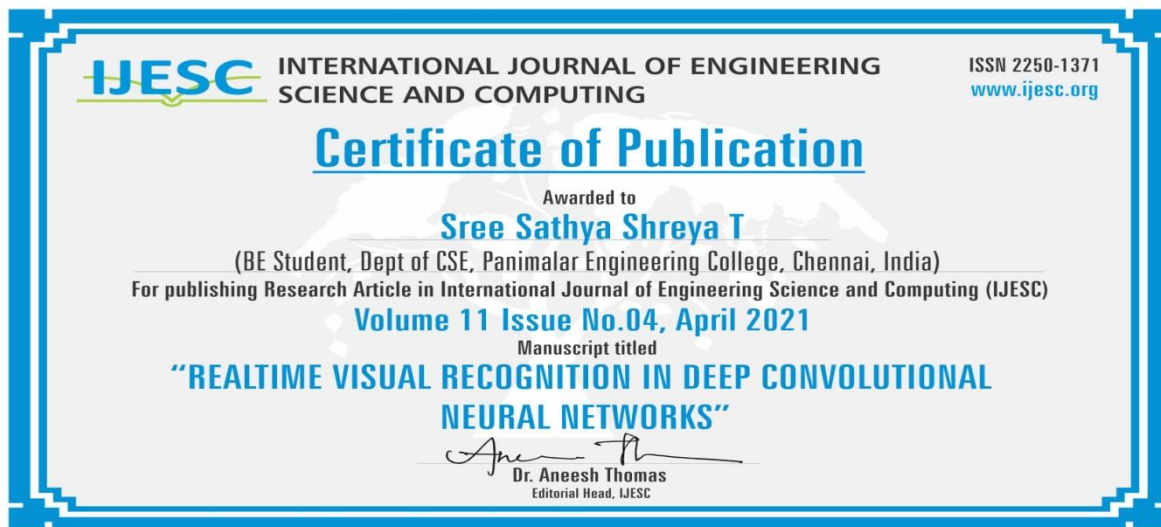 IJESC
INTERNATIONAL JOURNAL OF ENGINEERING
SCIENCE AND COMPUTING
ISSN 2250-1371
www.ijesc.org
Certificate of Publication
Awarded to
Sree Sathya Shreya T
(BE Student, Dept of CSE, Panimalar Engineering College, Chennai, India)
For publishing Research Article in International Journal of Engineering Science and Computing (IJESC)
Volume 11 Issue No.04, April 2021
Manuscript titled
“REALTIME VISUAL RECOGNITION IN DEEP CONVOLUTIONAL
NEURAL NETWORKS”
Dr. Aneesh Thomas
Editorial Head, IJESC